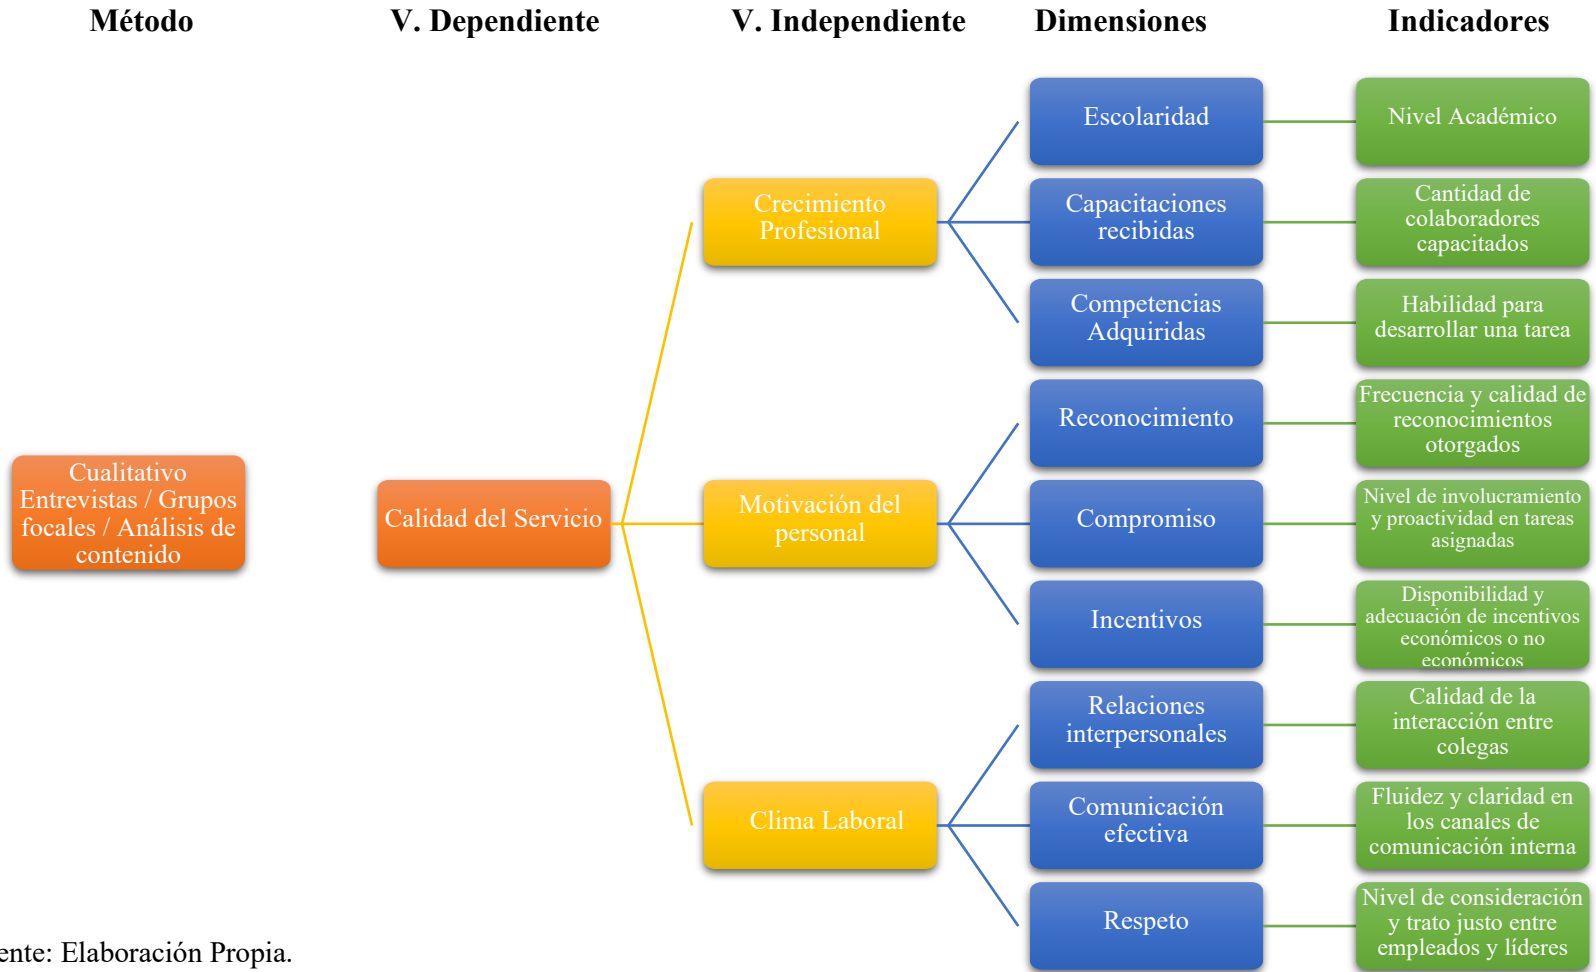 Método
V. Dependiente
V. Independiente
Dimensiones
Indicadores
Cualitativo
Entrevistas / Grupos
focales / Análisis de
contenido
Calidad del Servicio
Crecimiento
Profesional
Escolaridad
Nivel Académico
Capacitaciones
recibidas
Cantidad de
colaboradores
capacitados
Competencias
Adquiridas
Habilidad para
desarrollar una tarea
Motivación del
personal
Reconocimiento
Frecuencia y calidad de
reconocimientos
otorgados
Compromiso
Nivel de involucramiento
y proactividad en tareas
asignadas
Incentivos
Disponibilidad y
adecuación de incentivos
económicos o no
económicos
Clima Laboral
Relaciones
interpersonales
Calidad de la
interacción entre
colegas
Comunicación
efectiva
Fluidez y claridad en
los canales de
comunicación interna
Respeto
Nivel de consideración
y trato justo entre
empleados y líderes
ente: Elaboración Propia.